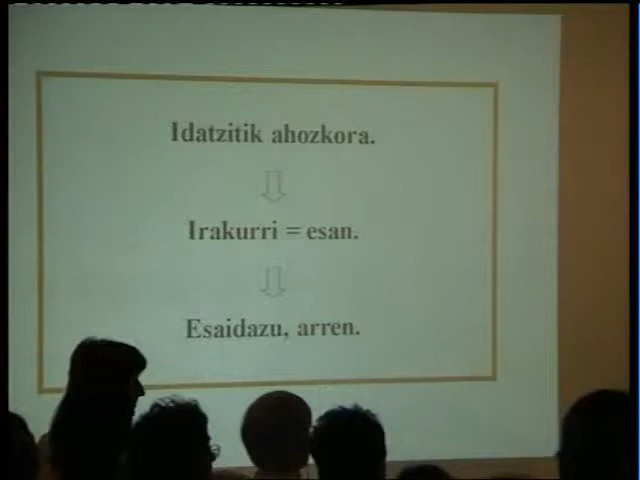 Idatzitik ahozkora.
Irakurri = esan.
Esaidazu, arren.